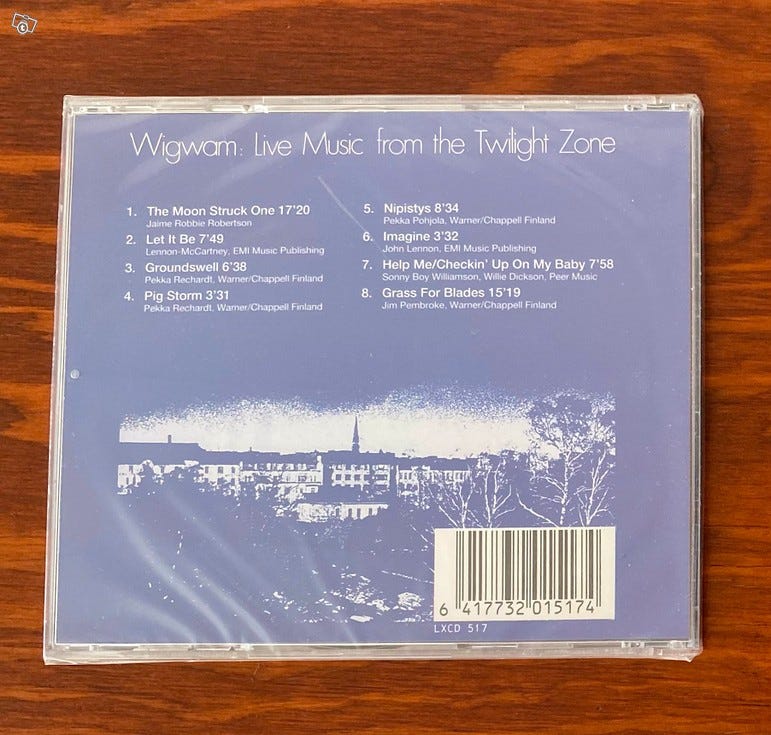 Wigwam: Live Music from the Twilight Zone
1. The Moon Struck One 17'20
Jaime Robbie Robertson
2. Let It Be 7'49
Lennon-McCartney, EMI Music Publishing
3. Groundswell 6'38
Pekka Rechardt, Warner/Chappell Finland
4. Pig Storm 3'31
Pekka Rechardt, Warner/Chappell Finland
5. Nipistys 8'34
Pekka Pohjola, Warner/Chappell Finland
6. Imagine 3'32
John Lennon, EMI Music Publishing
7. Help Me/Checkin' Up On My Baby 7'58
Sonny Boy Williamson, Willie Dickson, Peer Music
8. Grass For Blades 15'19
Jim Pembroke, Warner/Chappell Finland
6 417732 015174
LXCD 517